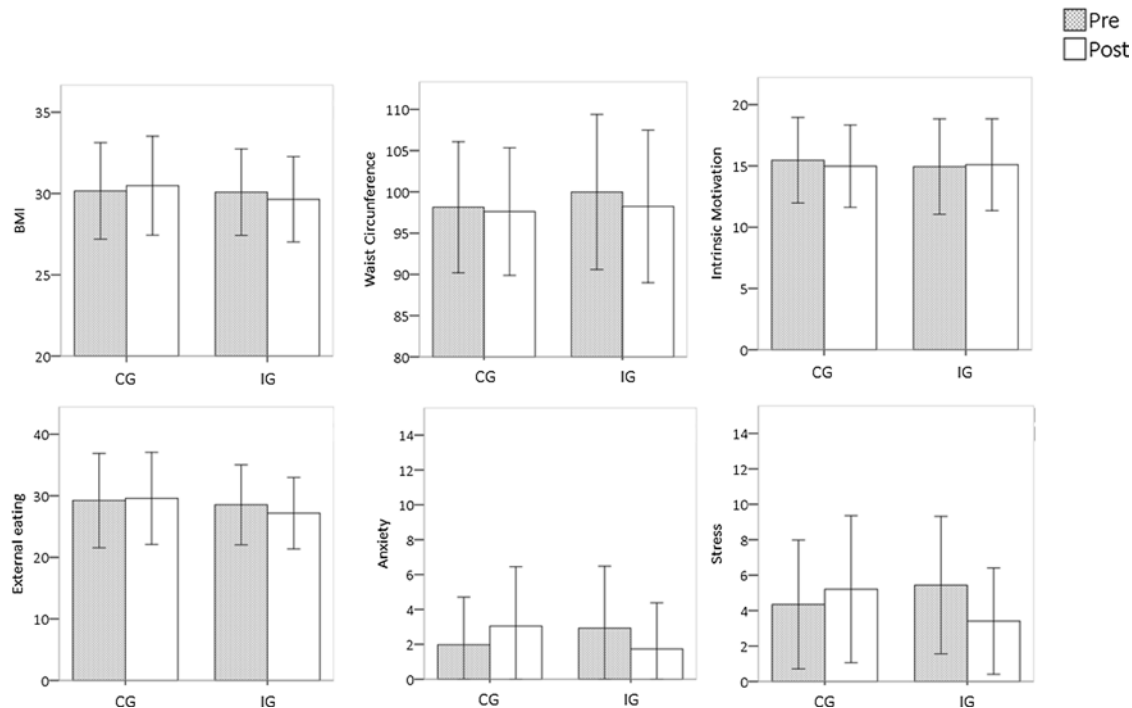 Pre
Post
BMI
35
30
25
20
CG
IG
Waist Circunference
110
105
100
95
90
85
80
CG
IG
Intrinsic Motivation
20
15
10
5
0
CG
IG
External eating
40
30
20
10
0
CG
IG
Anxiety
14
12
10
8
6
4
2
0
CG
IG
Stress
14
12
10
8
6
4
2
0
CG
IG